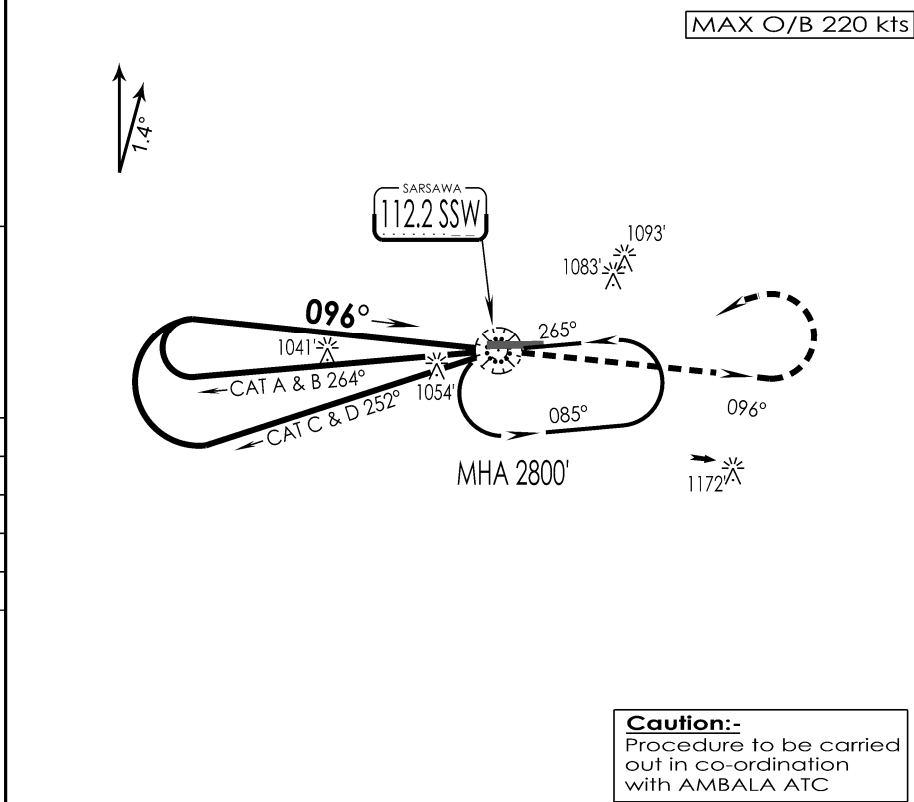 MAX O/B 220 kts
1.4°
SARSAWA
112.2 SSW
1093'
1083'
096°
265°
1041'
CAT A & B 264°
1054'
CAT C & D 252°
085°
096°
MHA 2800'
1172'
Caution:-
Procedure to be carried
out in co-ordination
with AMBALA ATC